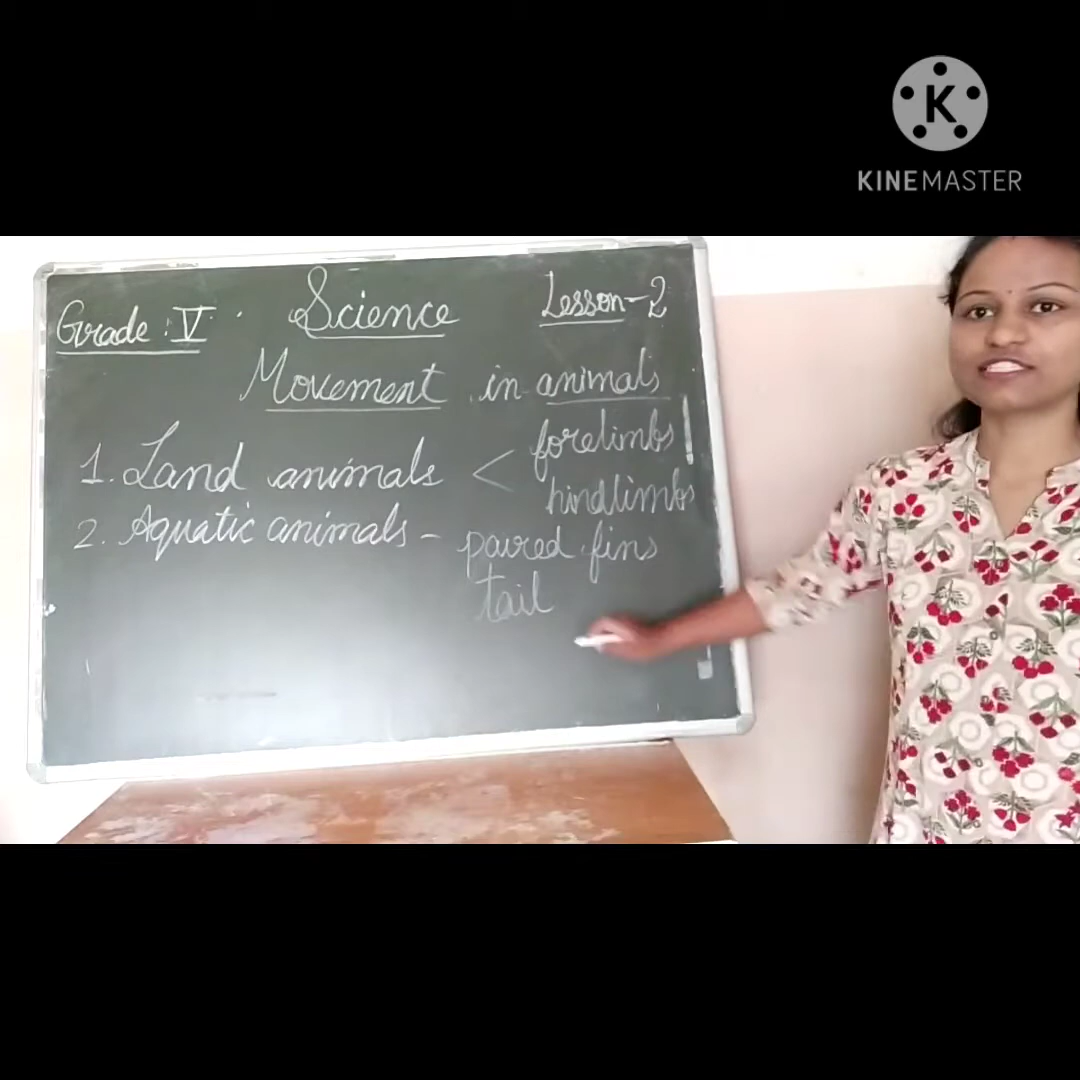 KINEMASTER
Grade : V
Science
Lesson-2
Movement in animals
1. Land animals < forelimbs
hindlimbs
2. Aquatic animals - paired fins
tail